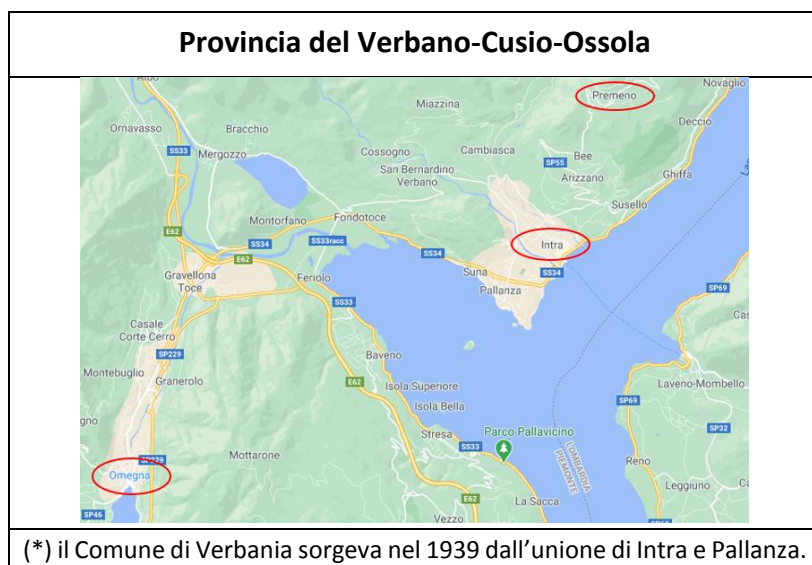 Provincia del Verbano-Cusio-Ossola
Novaglio
Premeno
Miazzina
Deccio
Ornavasso
Bracchio
SS33
Mergozzo
Cossogno
Cambiasca
SP55
Bee
San Bernardino
Verbano
Arizzano
Ghiffa
Susello
Montorfano
Fondotoce
SS34
SS33racc
E62
E62
Intra
SS34
Suna
SS34
Gravellona
Toce
Feriolo
Pallanza
SS33
SP69
Casale
Corte Cerro
SP229
Baveno
Montebuglio
Granerolo
E62
Isola Superiore
Laveno-Mombello
Isola Bella
SP69
SP32
Parco Pallavicino
Stresa
SS33
Mottarone
LOMBARDIA
PIEMONTE
Reno
Omegna
SP229
Leggiuno
E62
La Sacca
SP46
Vezzo
(*) il Comune di Verbania sorgeva nel 1939 dall’unione di Intra e Pallanza.